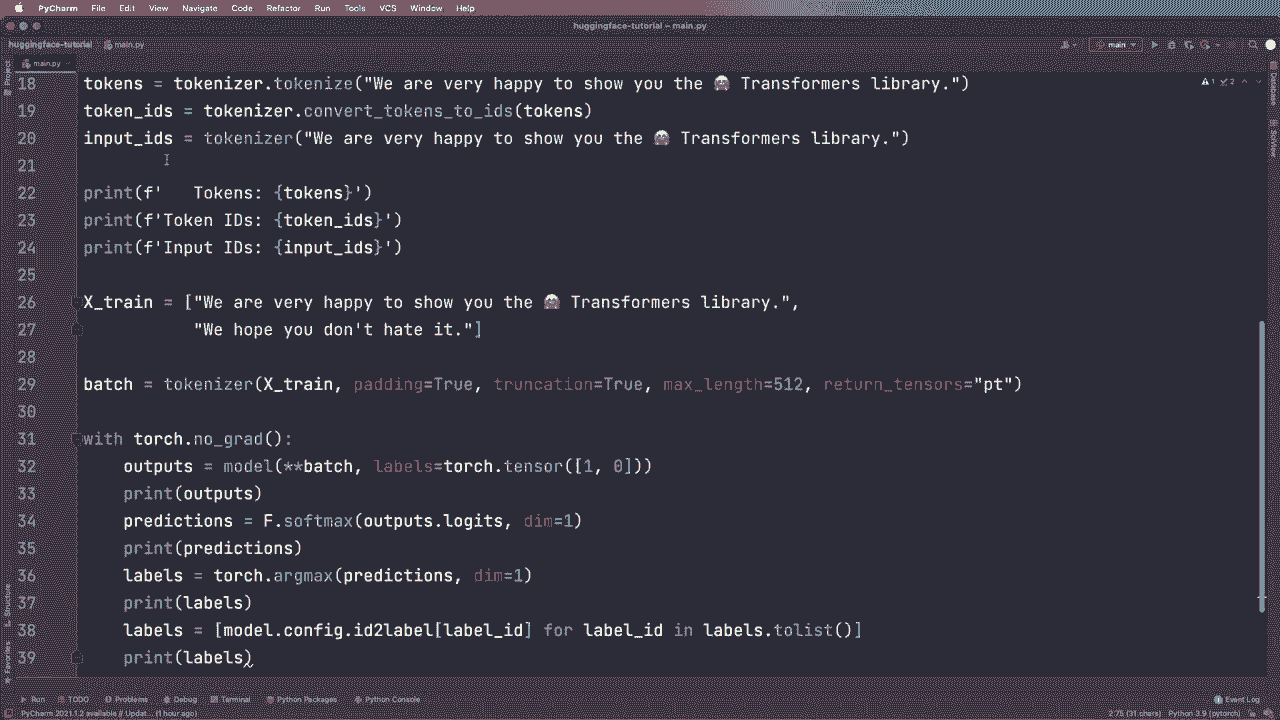 PyCharm File Edit View Navigate Code Refactor Run Tools VCS Window Help
huggingface-tutorial – main.py
huggingface-tutorial main.py main
main.py
Project
18 tokens = tokenizer.tokenize("We are very happy to show you the 🤗 Transformers library.")
19 token_ids = tokenizer.convert_tokens_to_ids(tokens)
20 input_ids = tokenizer("We are very happy to show you the 🤗 Transformers library.")
21
22 print(f'   Tokens: {tokens}')
23 print(f'Token IDs: {token_ids}')
24 print(f'Input IDs: {input_ids}')
25
26 X_train = ["We are very happy to show you the 🤗 Transformers library.",
27            "We hope you don't hate it."]
28
29 batch = tokenizer(X_train, padding=True, truncation=True, max_length=512, return_tensors="pt")
30
31 with torch.no_grad():
32     outputs = model(**batch, labels=torch.tensor([1, 0]))
33     print(outputs)
34     predictions = F.softmax(outputs.logits, dim=1)
35     print(predictions)
36     labels = torch.argmax(predictions, dim=1)
37     print(labels)
38     labels = [model.config.id2label[label_id] for label_id in labels.tolist()]
39     print(labels)
1 2
Database
SciView
Structure
Favorites
Run TODO Problems Debug Terminal Python Packages Python Console Event Log
PyCharm 2021.1.2 available // Updat... (1 hour ago) 2:75 (31 chars) Python 3.9 (pytorch)